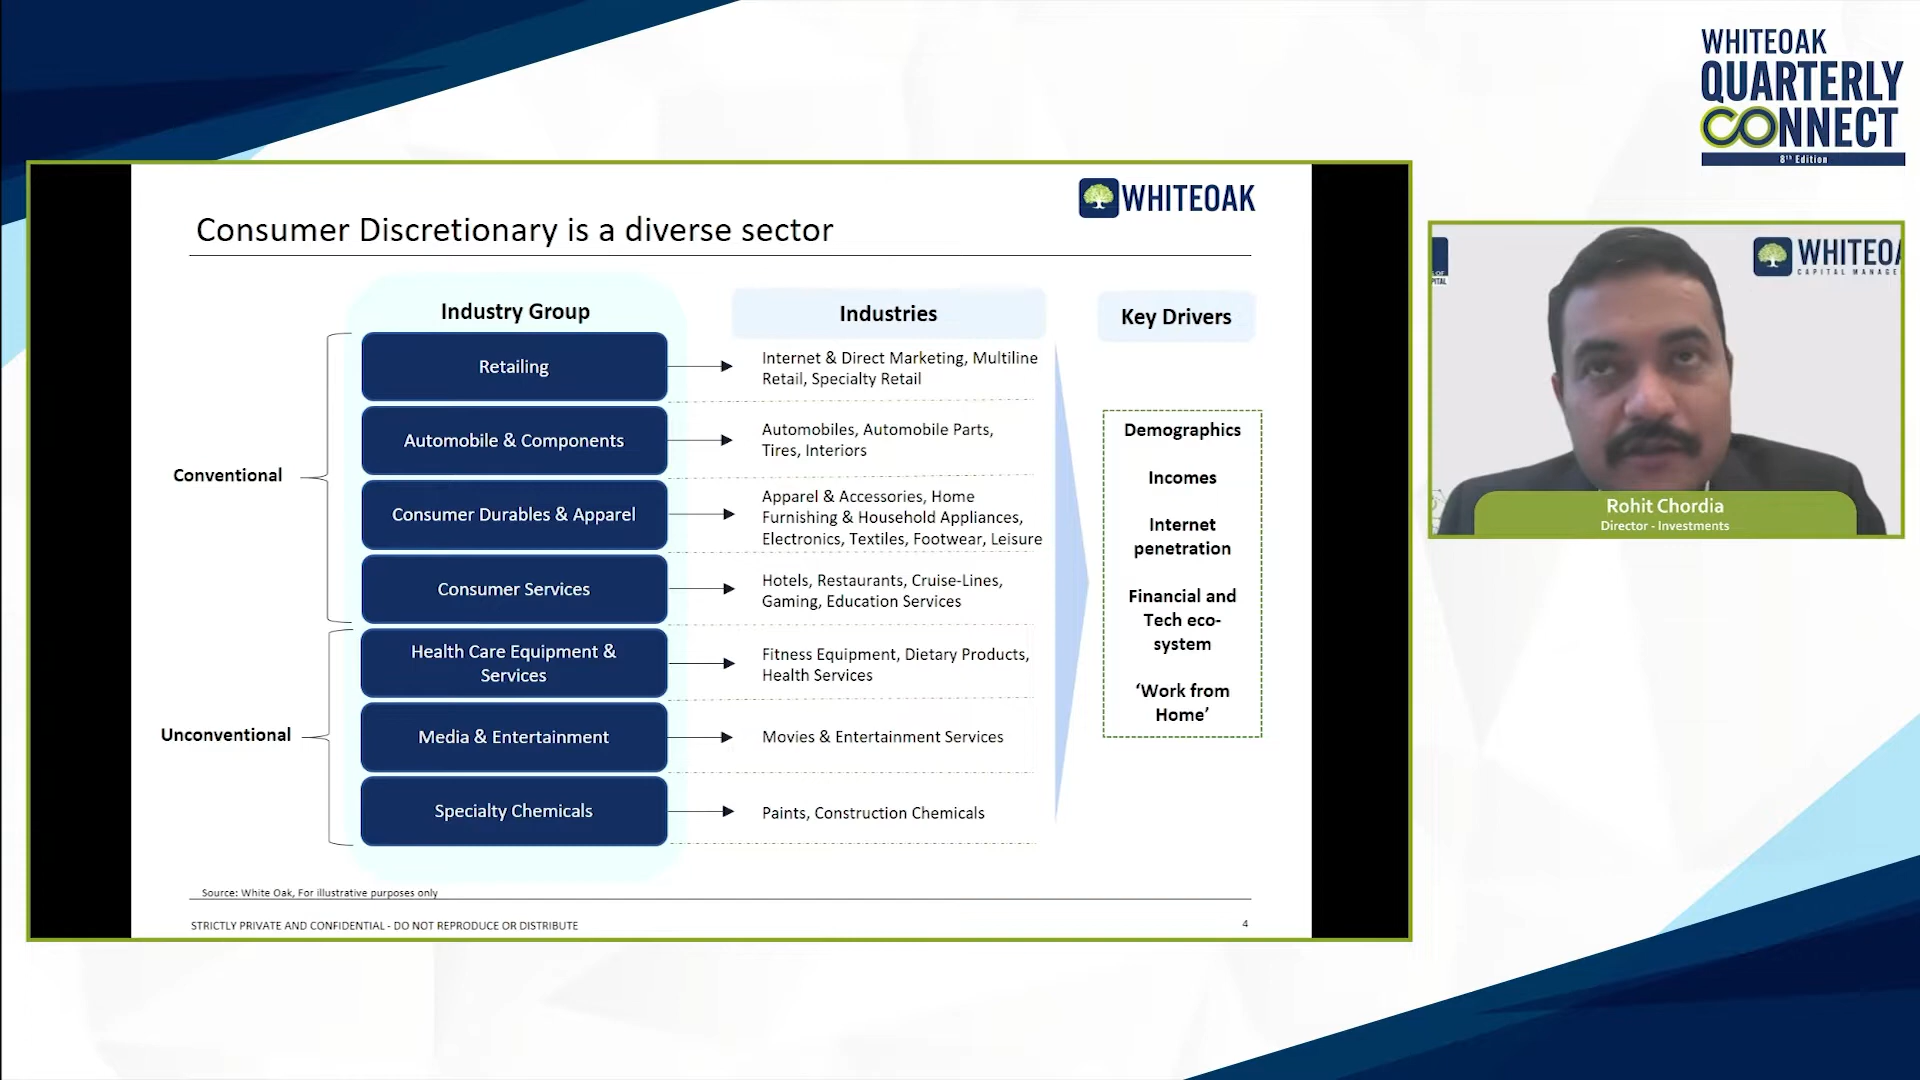 WHITEOAK
QUARTERLY
CONNECT
8th Edition
WHITEOAK
Consumer Discretionary is a diverse sector
Industry Group
Industries
Key Drivers
Conventional
Retailing
Internet & Direct Marketing, Multiline
Retail, Specialty Retail
Automobile & Components
Automobiles, Automobile Parts,
Tires, Interiors
Consumer Durables & Apparel
Apparel & Accessories, Home
Furnishing & Household Appliances,
Electronics, Textiles, Footwear, Leisure
Consumer Services
Hotels, Restaurants, Cruise-Lines,
Gaming, Education Services
Unconventional
Health Care Equipment &
Services
Fitness Equipment, Dietary Products,
Health Services
Media & Entertainment
Movies & Entertainment Services
Specialty Chemicals
Paints, Construction Chemicals
Demographics
Incomes
Internet
penetration
Financial and
Tech eco-
system
‘Work from
Home’
Source: White Oak, For illustrative purposes only
STRICTLY PRIVATE AND CONFIDENTIAL - DO NOT REPRODUCE OR DISTRIBUTE
4
WHITEOA
CAPITAL MANAGE
Rohit Chordia
Director - Investments